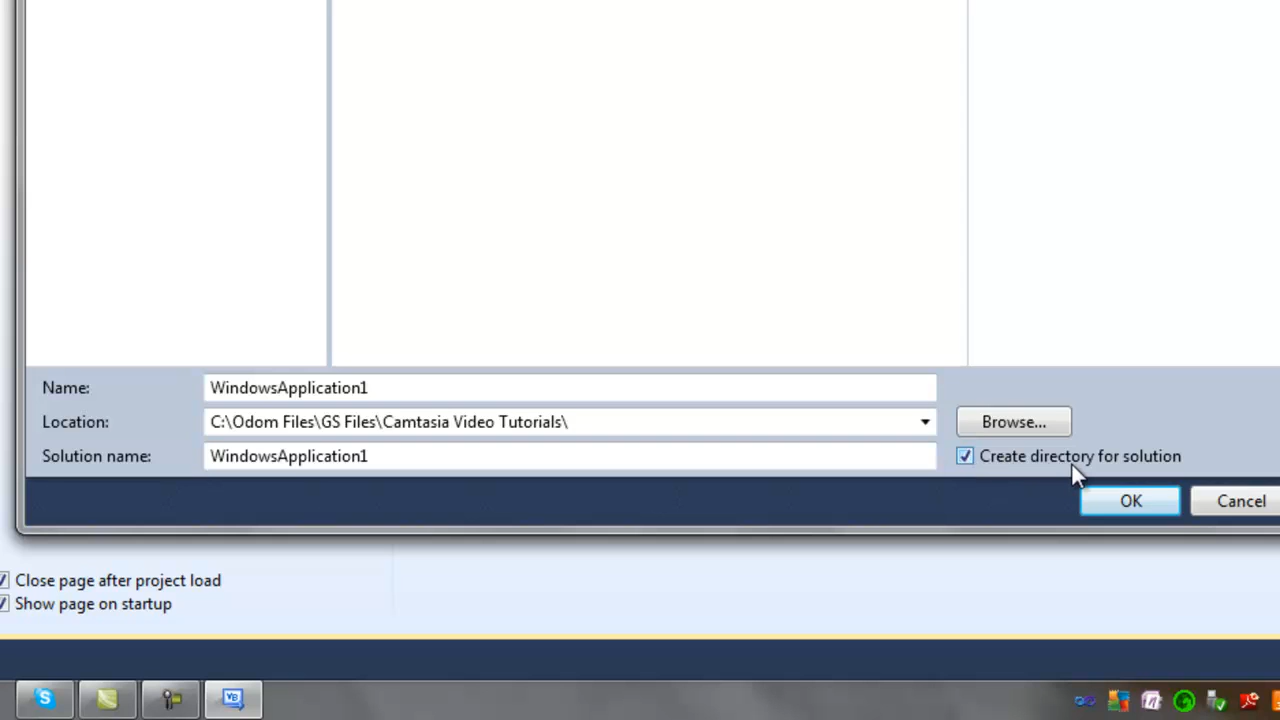 Name: WindowsApplication1
Location: C:\Odom Files\GS Files\Camtasia Video Tutorials\ Browse...
Solution name: WindowsApplication1 Create directory for solution
OK Cancel
Close page after project load
Show page on startup
VB